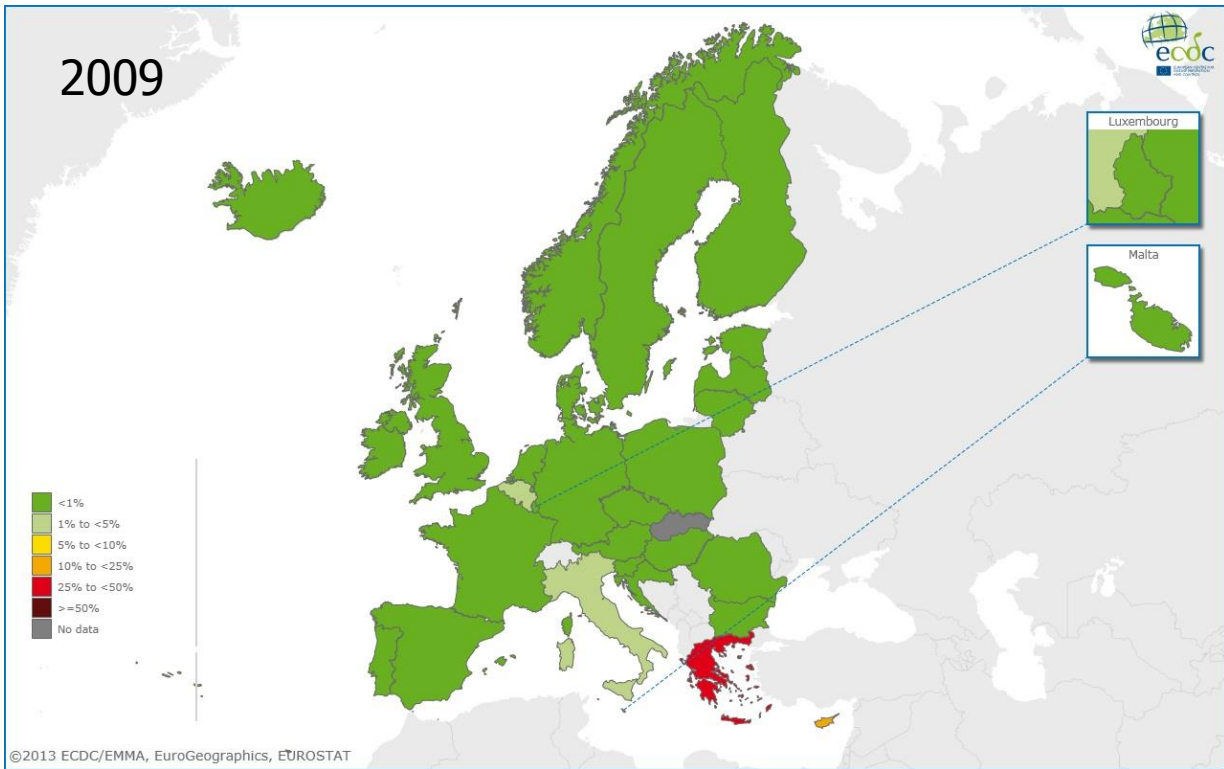 2009
ecdc
Luxembourg
Malta
<1%
1% to <5%
5% to <10%
10% to <25%
25% to <50%
>=50%
No data
©2013 ECDC/EMMA, EuroGeographics, EUROSTAT